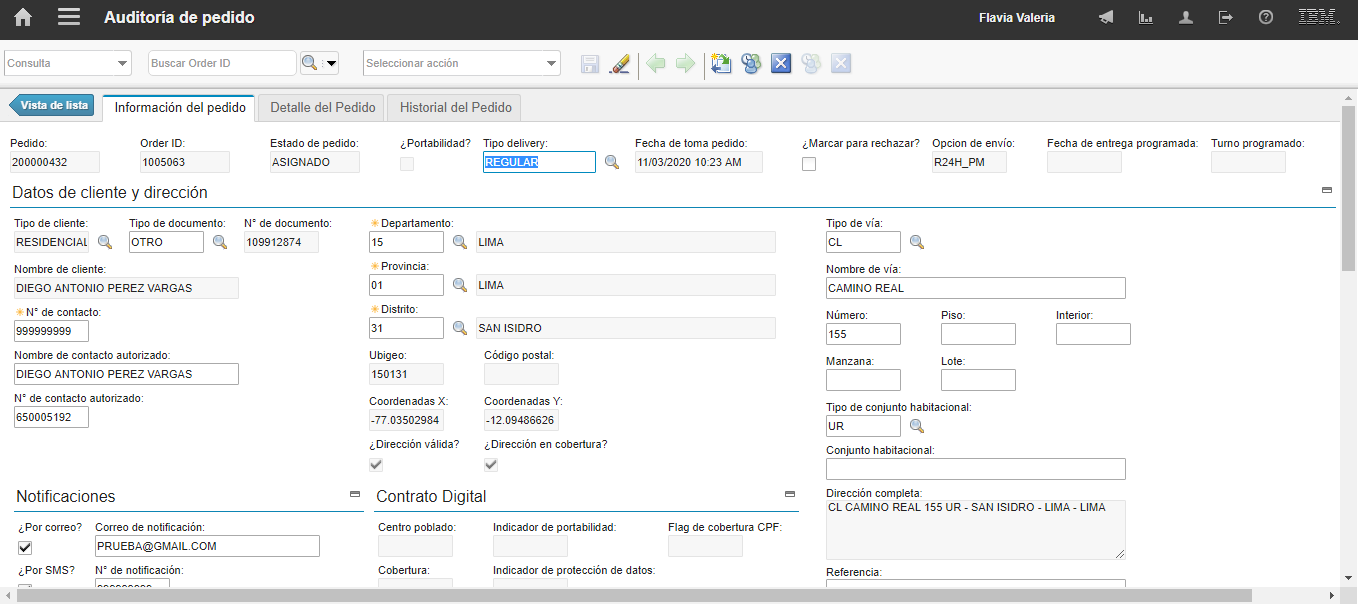 Auditoría de pedido
Flavia Valeria
IBM.
Consulta
Buscar Order ID
Seleccionar acción
Vista de lista
Información del pedido
Detalle del Pedido
Historial del Pedido
Pedido: Order ID: Estado de pedido: ¿Portabilidad? Tipo delivery: Fecha de toma pedido: ¿Marcar para rechazar? Opcion de envío: Fecha de entrega programada: Turno programado:
200000432 1005063 ASIGNADO REGULAR 11/03/2020 10:23 AM R24H_PM
Datos de cliente y dirección
Tipo de cliente: Tipo de documento: N° de documento:
RESIDENCIAL OTRO 109912874
Nombre de cliente:
DIEGO ANTONIO PEREZ VARGAS
N° de contacto:
999999999
Nombre de contacto autorizado:
DIEGO ANTONIO PEREZ VARGAS
N° de contacto autorizado:
650005192
Departamento:
15 LIMA
Provincia:
01 LIMA
Distrito:
31 SAN ISIDRO
Ubigeo: Código postal:
150131
Coordenadas X: Coordenadas Y:
-77.03502984 -12.09486626
¿Dirección válida? ¿Dirección en cobertura?
Tipo de vía:
CL
Nombre de vía:
CAMINO REAL
Número: Piso: Interior:
155
Manzana: Lote:
Tipo de conjunto habitacional:
UR
Conjunto habitacional:
Dirección completa:
CL CAMINO REAL 155 UR - SAN ISIDRO - LIMA - LIMA
Referencia:
Notificaciones
¿Por correo? Correo de notificación:
PRUEBA@GMAIL.COM
¿Por SMS? N° de notificación:
Contrato Digital
Centro poblado: Indicador de portabilidad: Flag de cobertura CPF:
Cobertura: Indicador de protección de datos: